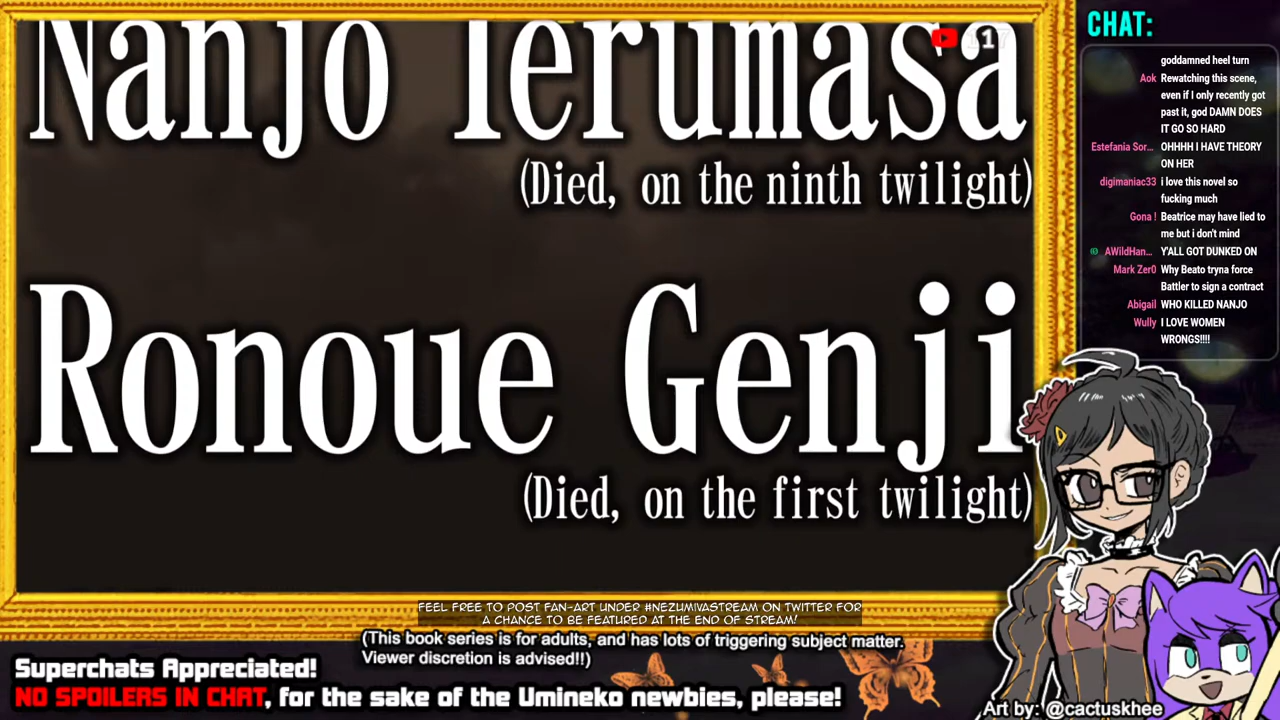 Nanjo Terumasa
117
(Died, on the ninth twilight)
Ronoue Genji
(Died, on the first twilight)
CHAT:
goddamned heel turn
Aok Rewatching this scene,
even if I only recently got
past it, god DAMN DOES
IT GO SO HARD
Estefania Sor... OHHHH I HAVE THEORY
ON HER
digimaniac33 i love this novel so
fucking much
Gona ! Beatrice may have lied to
me but i don't mind
AWildHan... Y'ALL GOT DUNKED ON
Mark Zer0 Why Beato tryna force
Battler to sign a contract
Abigail WHO KILLED NANJO
Wully I LOVE WOMEN
WRONGS!!!!
FEEL FREE TO POST FAN-ART UNDER #NEZUMIVASTREAM ON TWITTER FOR
A CHANCE TO BE FEATURED AT THE END OF STREAM!
(This book series is for adults, and has lots of triggering subject matter.
Viewer discretion is advised!!)
Superchats Appreciated!
NO SPOILERS IN CHAT, for the sake of the Umineko newbies, please!
Art by: @cactuskhee